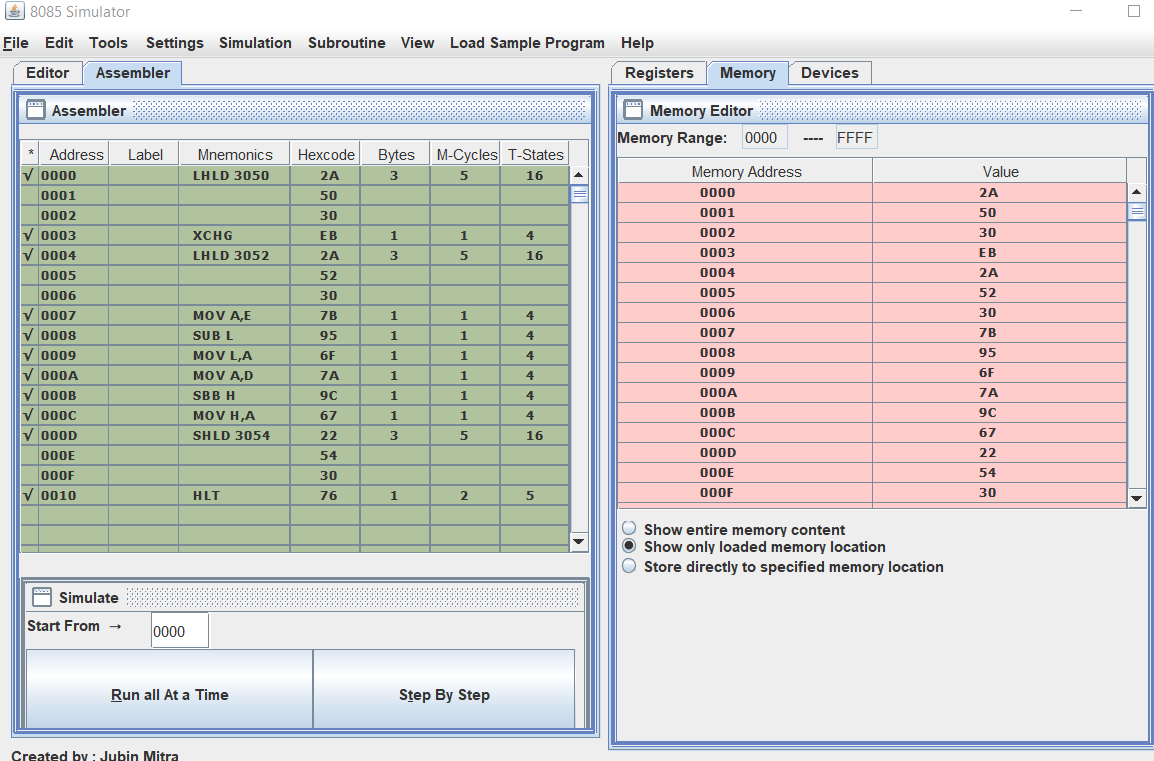 8085 Simulator
File Edit Tools Settings Simulation Subroutine View Load Sample Program Help
Editor Assembler
Assembler
* Address Label Mnemonics Hexcode Bytes M-Cycles T-States
√ 0000 LHLD 3050 2A 3 5 16
0001 50
0002 30
√ 0003 XCHG EB 1 1 4
√ 0004 LHLD 3052 2A 3 5 16
0005 52
0006 30
√ 0007 MOV A,E 7B 1 1 4
√ 0008 SUB L 95 1 1 4
√ 0009 MOV L,A 6F 1 1 4
√ 000A MOV A,D 7A 1 1 4
√ 000B SBB H 9C 1 1 4
√ 000C MOV H,A 67 1 1 4
√ 000D SHLD 3054 22 3 5 16
000E 54
000F 30
√ 0010 HLT 76 1 2 5
Simulate
Start From → 0000
Run all At a Time Step By Step
Created by : Jubin Mitra
Registers Memory Devices
Memory Editor
Memory Range: 0000 ---- FFFF
Memory Address Value
0000 2A
0001 50
0002 30
0003 EB
0004 2A
0005 52
0006 30
0007 7B
0008 95
0009 6F
000A 7A
000B 9C
000C 67
000D 22
000E 54
000F 30
Show entire memory content
Show only loaded memory location
Store directly to specified memory location